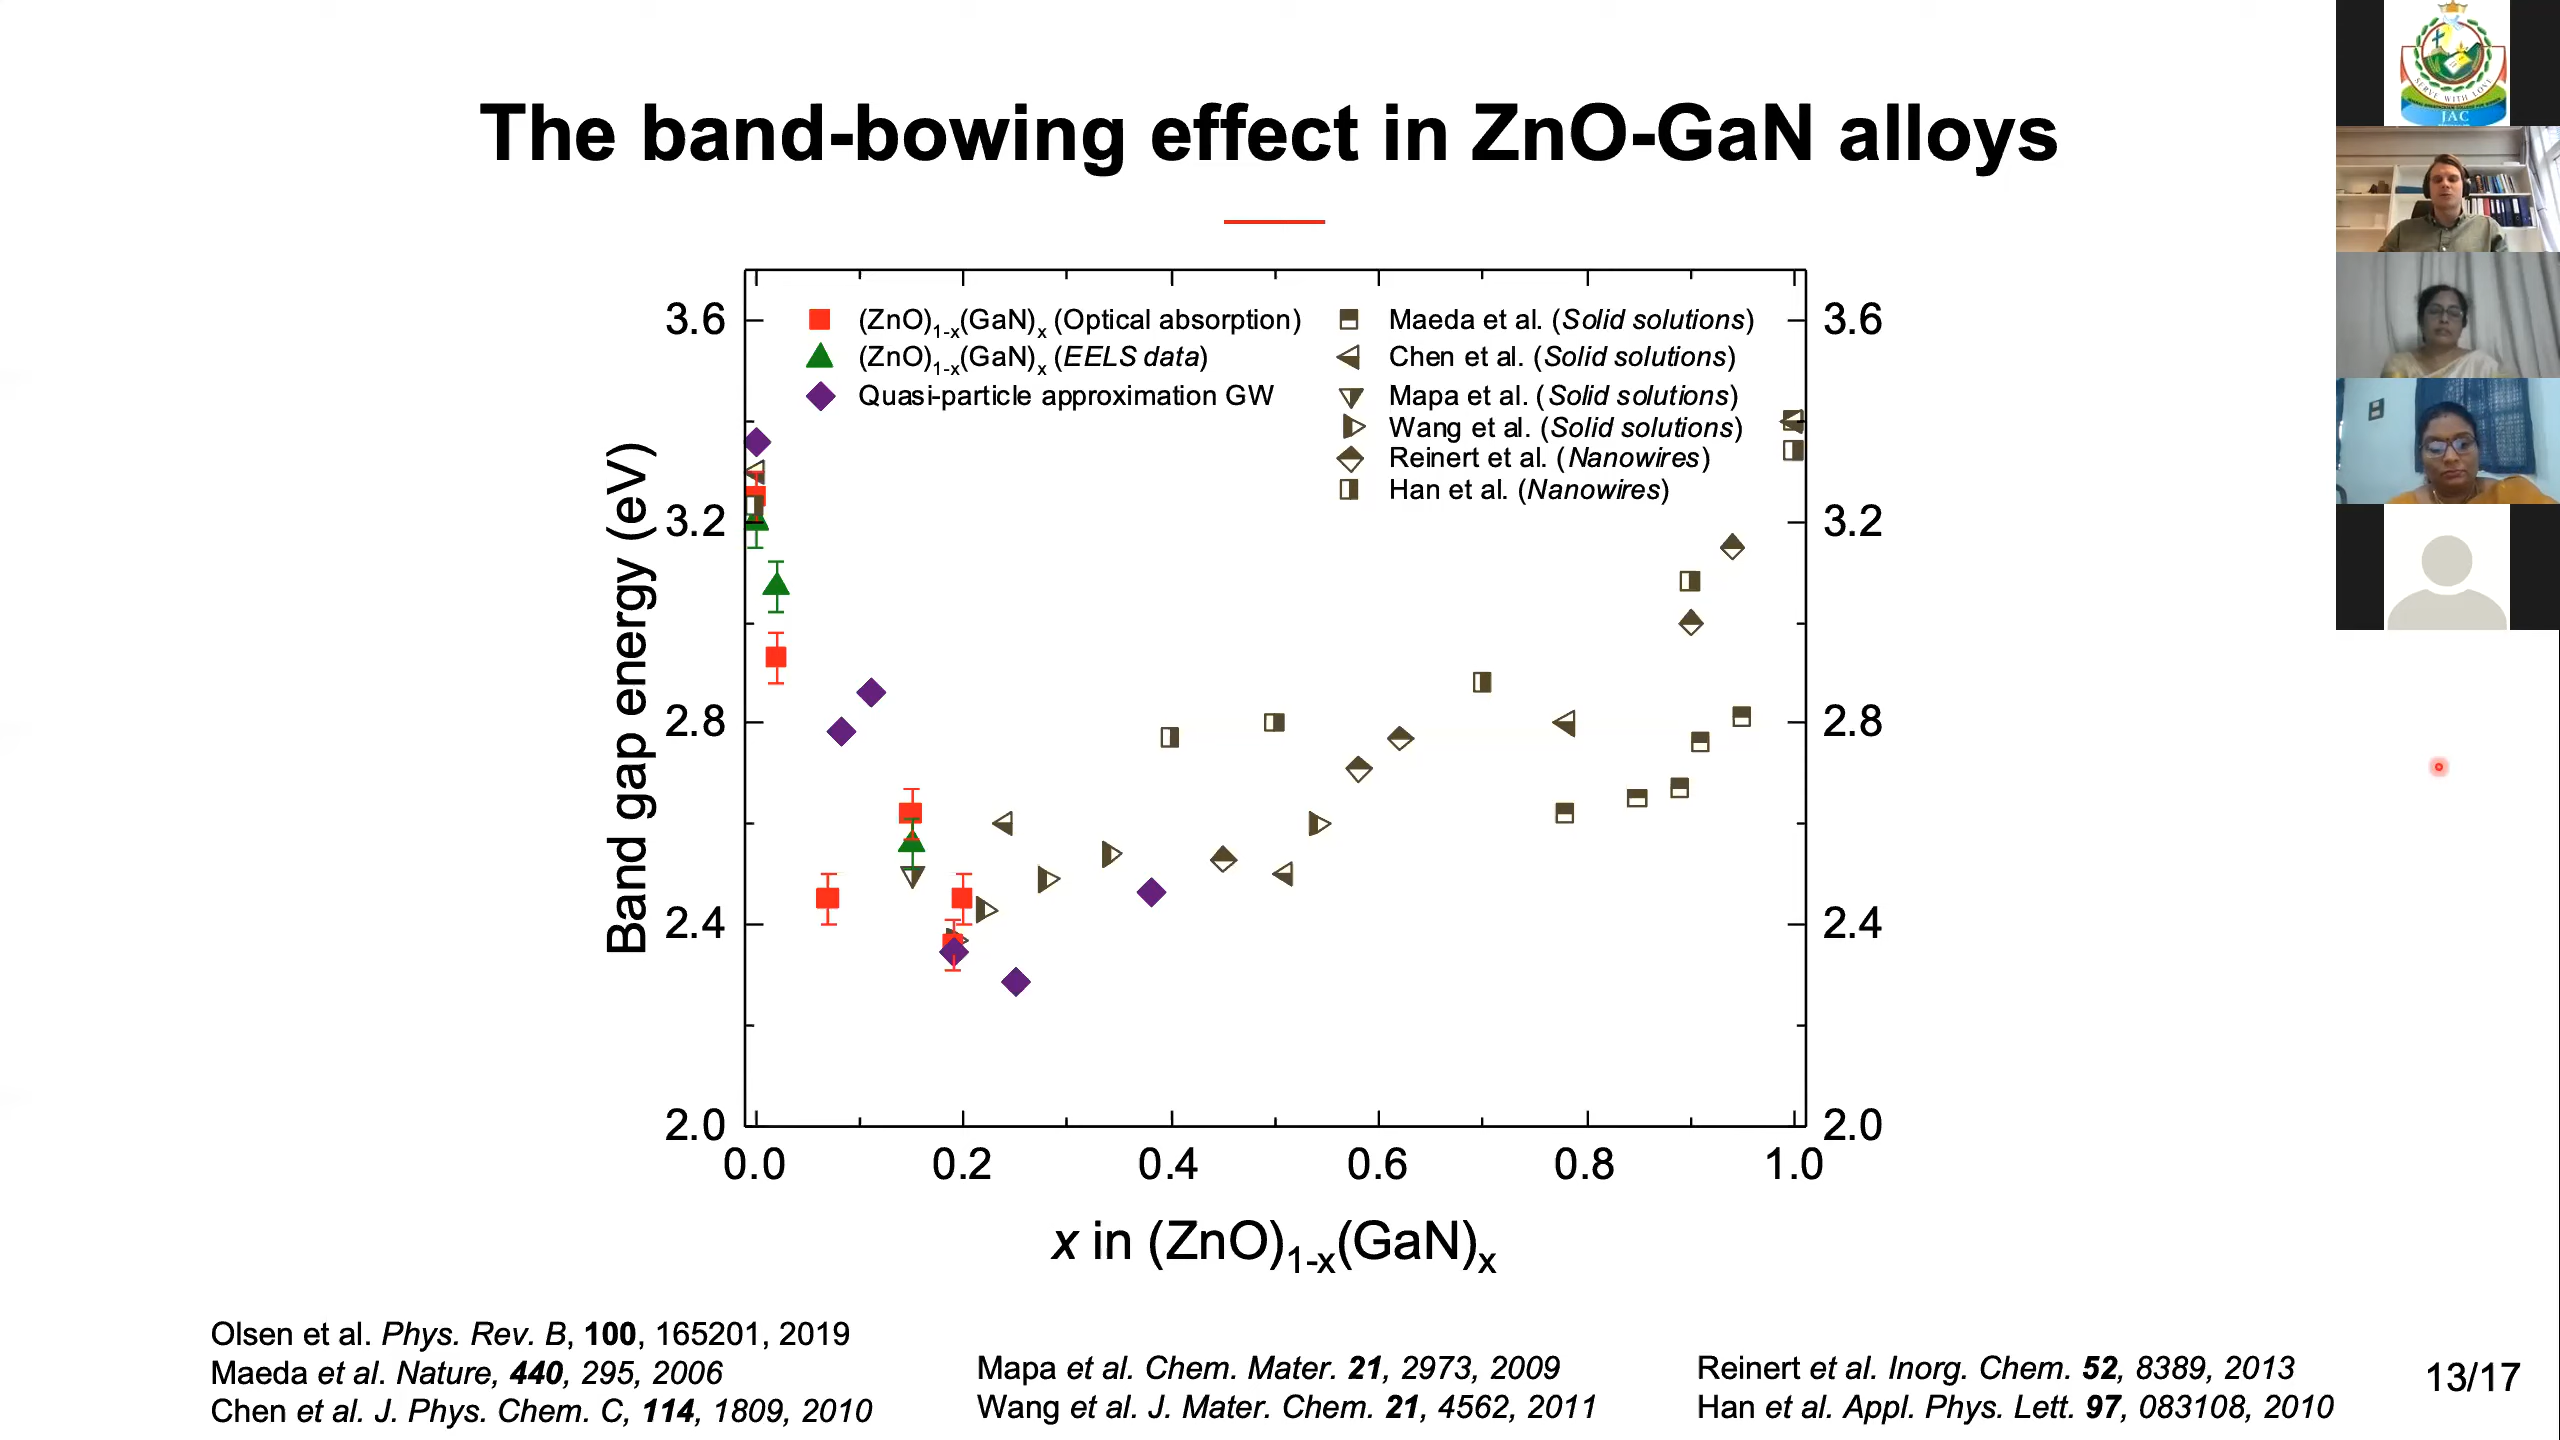 The band-bowing effect in ZnO-GaN alloys
(ZnO)1-x(GaN)x (Optical absorption)
(ZnO)1-x(GaN)x (EELS data)
Quasi-particle approximation GW
Maeda et al. (Solid solutions)
Chen et al. (Solid solutions)
Mapa et al. (Solid solutions)
Wang et al. (Solid solutions)
Reinert et al. (Nanowires)
Han et al. (Nanowires)
Band gap energy (eV)
3.6
3.2
2.8
2.4
2.0
3.6
3.2
2.8
2.4
2.0
0.0 0.2 0.4 0.6 0.8 1.0
x in (ZnO)1-x(GaN)x
Olsen et al. Phys. Rev. B, 100, 165201, 2019
Maeda et al. Nature, 440, 295, 2006
Chen et al. J. Phys. Chem. C, 114, 1809, 2010
Mapa et al. Chem. Mater. 21, 2973, 2009
Wang et al. J. Mater. Chem. 21, 4562, 2011
Reinert et al. Inorg. Chem. 52, 8389, 2013
Han et al. Appl. Phys. Lett. 97, 083108, 2010
13/17
SERVE WITH LOVE
JAC